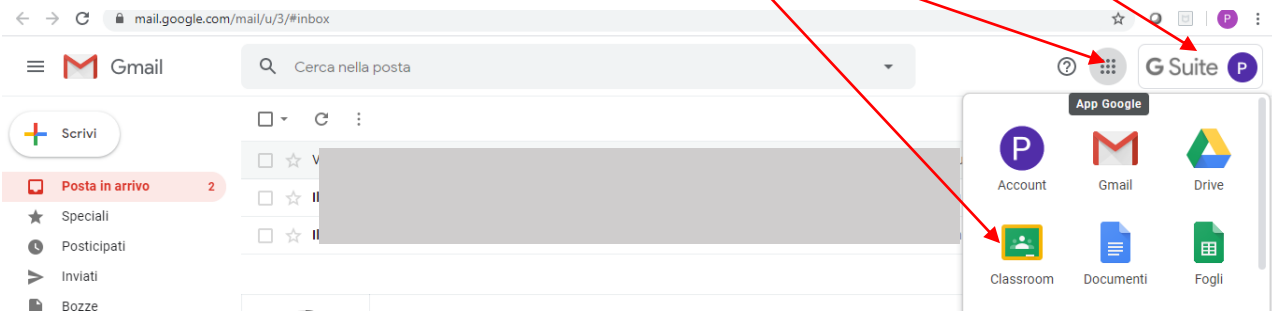 mail.google.com/mail/u/3/#inbox
P
Gmail
Cerca nella posta
G Suite
P
App Google
Scrivi
Posta in arrivo 2
Speciali
Posticipati
Inviati
Bozze
P
Account
Gmail
Drive
Classroom
Documenti
Fogli